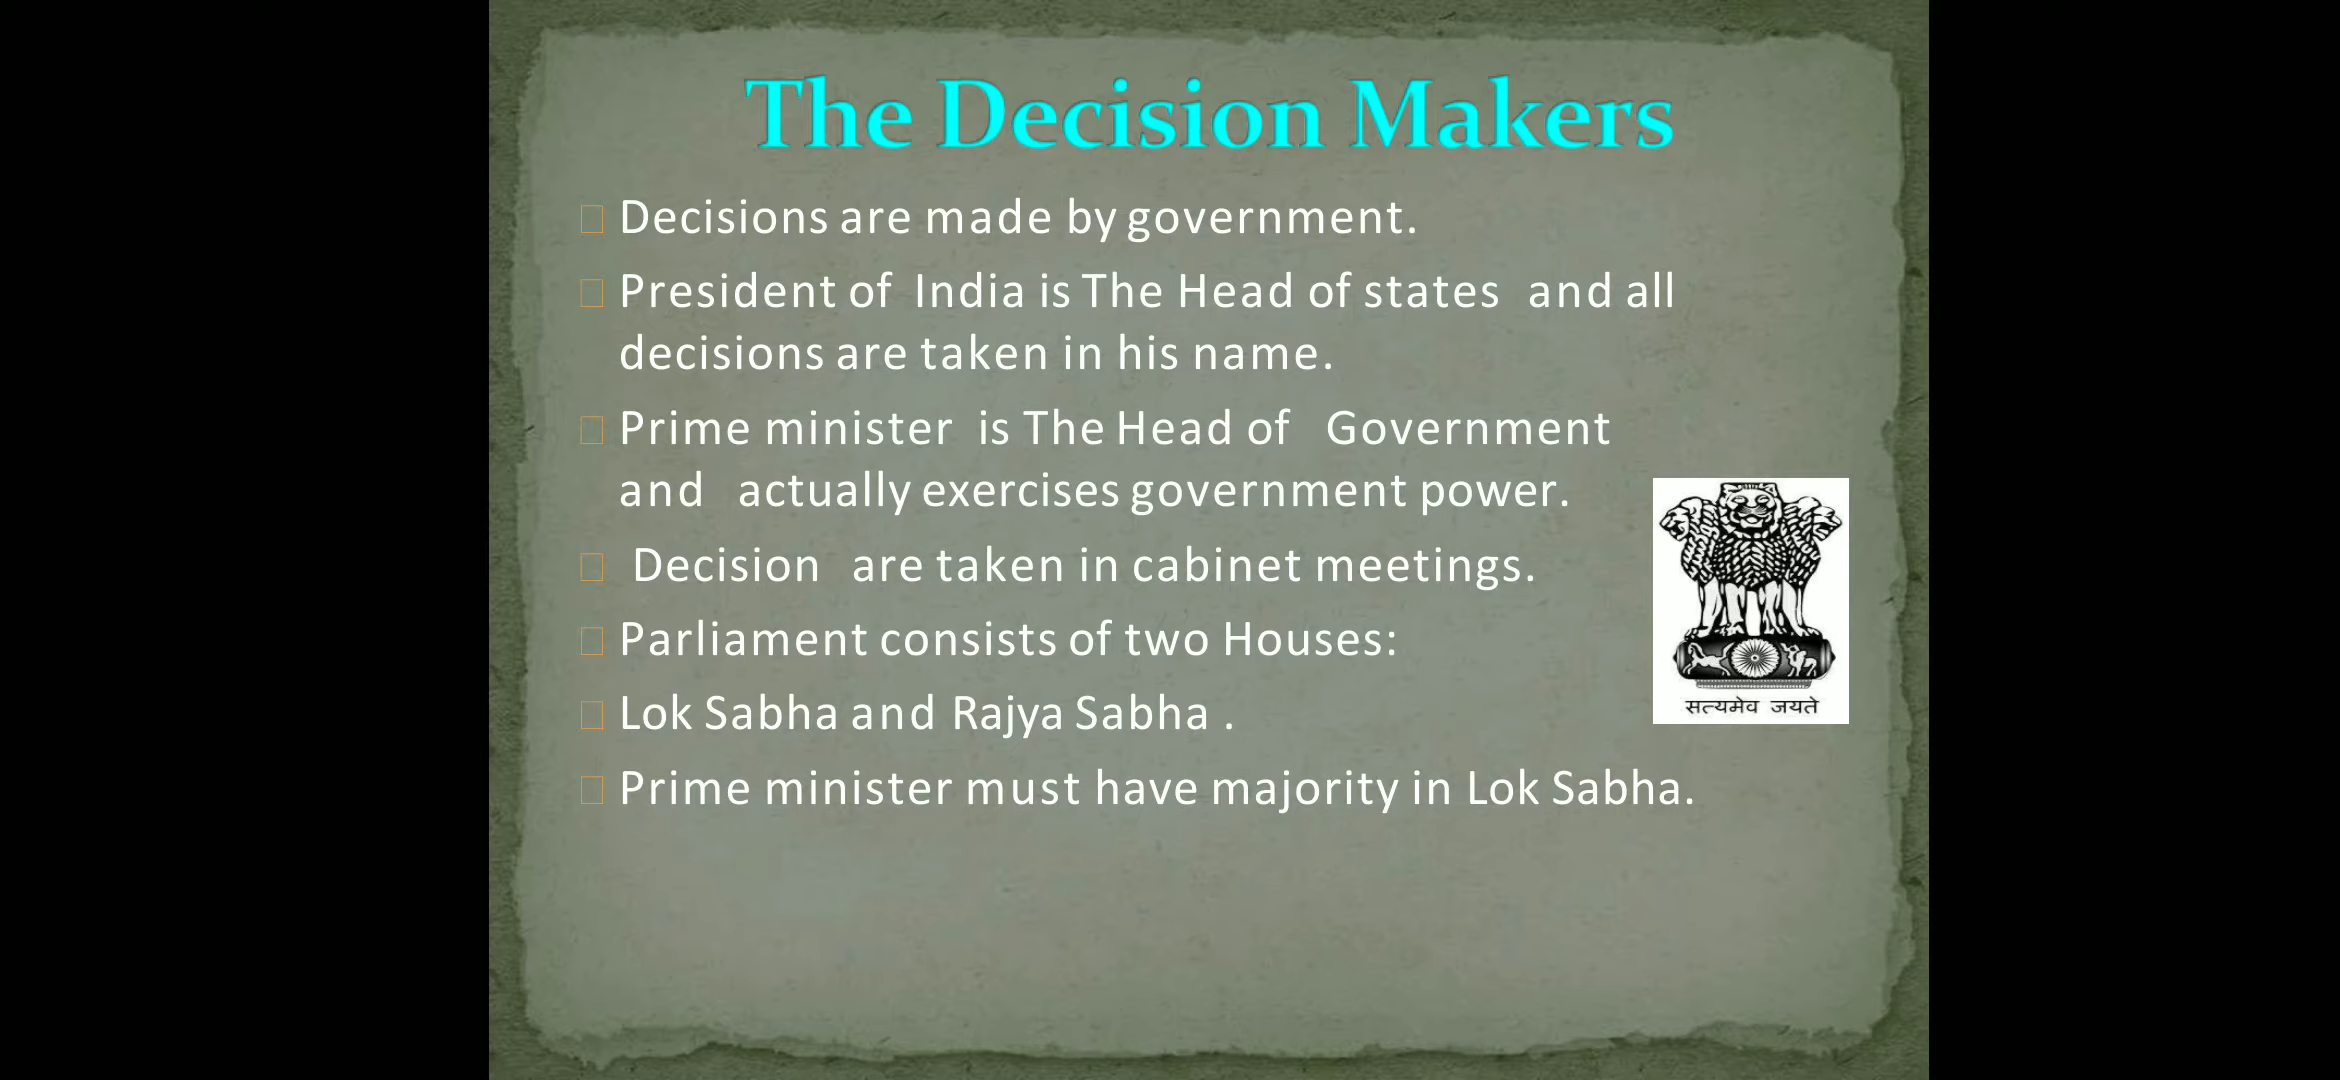 The Decision Makers
Decisions are made by government.
President of India is The Head of states and all
decisions are taken in his name.
Prime minister is The Head of Government
and actually exercises government power.
Decision are taken in cabinet meetings.
Parliament consists of two Houses:
Lok Sabha and Rajya Sabha .
Prime minister must have majority in Lok Sabha.
सत्यमेव जयते